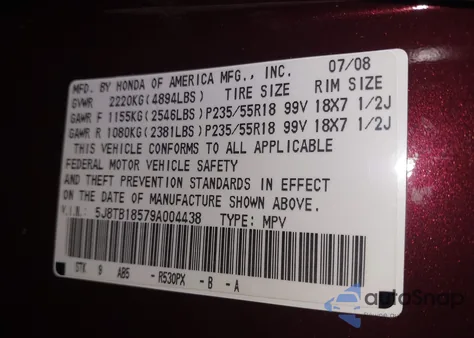 MFD. BY HONDA OF AMERICA MFG., INC. 07/08
GVWR 2220KG(4894LBS) TIRE SIZE RIM SIZE
GAWR F 1155KG(2546LBS)P235/55R18 99V 18X7 1/2J
GAWR R 1080KG(2381LBS)P235/55R18 99V 18X7 1/2J
THIS VEHICLE CONFORMS TO ALL APPLICABLE
FEDERAL MOTOR VEHICLE SAFETY
AND THEFT PREVENTION STANDARDS IN EFFECT
ON THE DATE OF MANUFACTURE SHOWN ABOVE.
V.I.N.: 5J8TB18579A004438 TYPE: MPV
STK 9 AB5 - R530PX - B - A
autoSnap